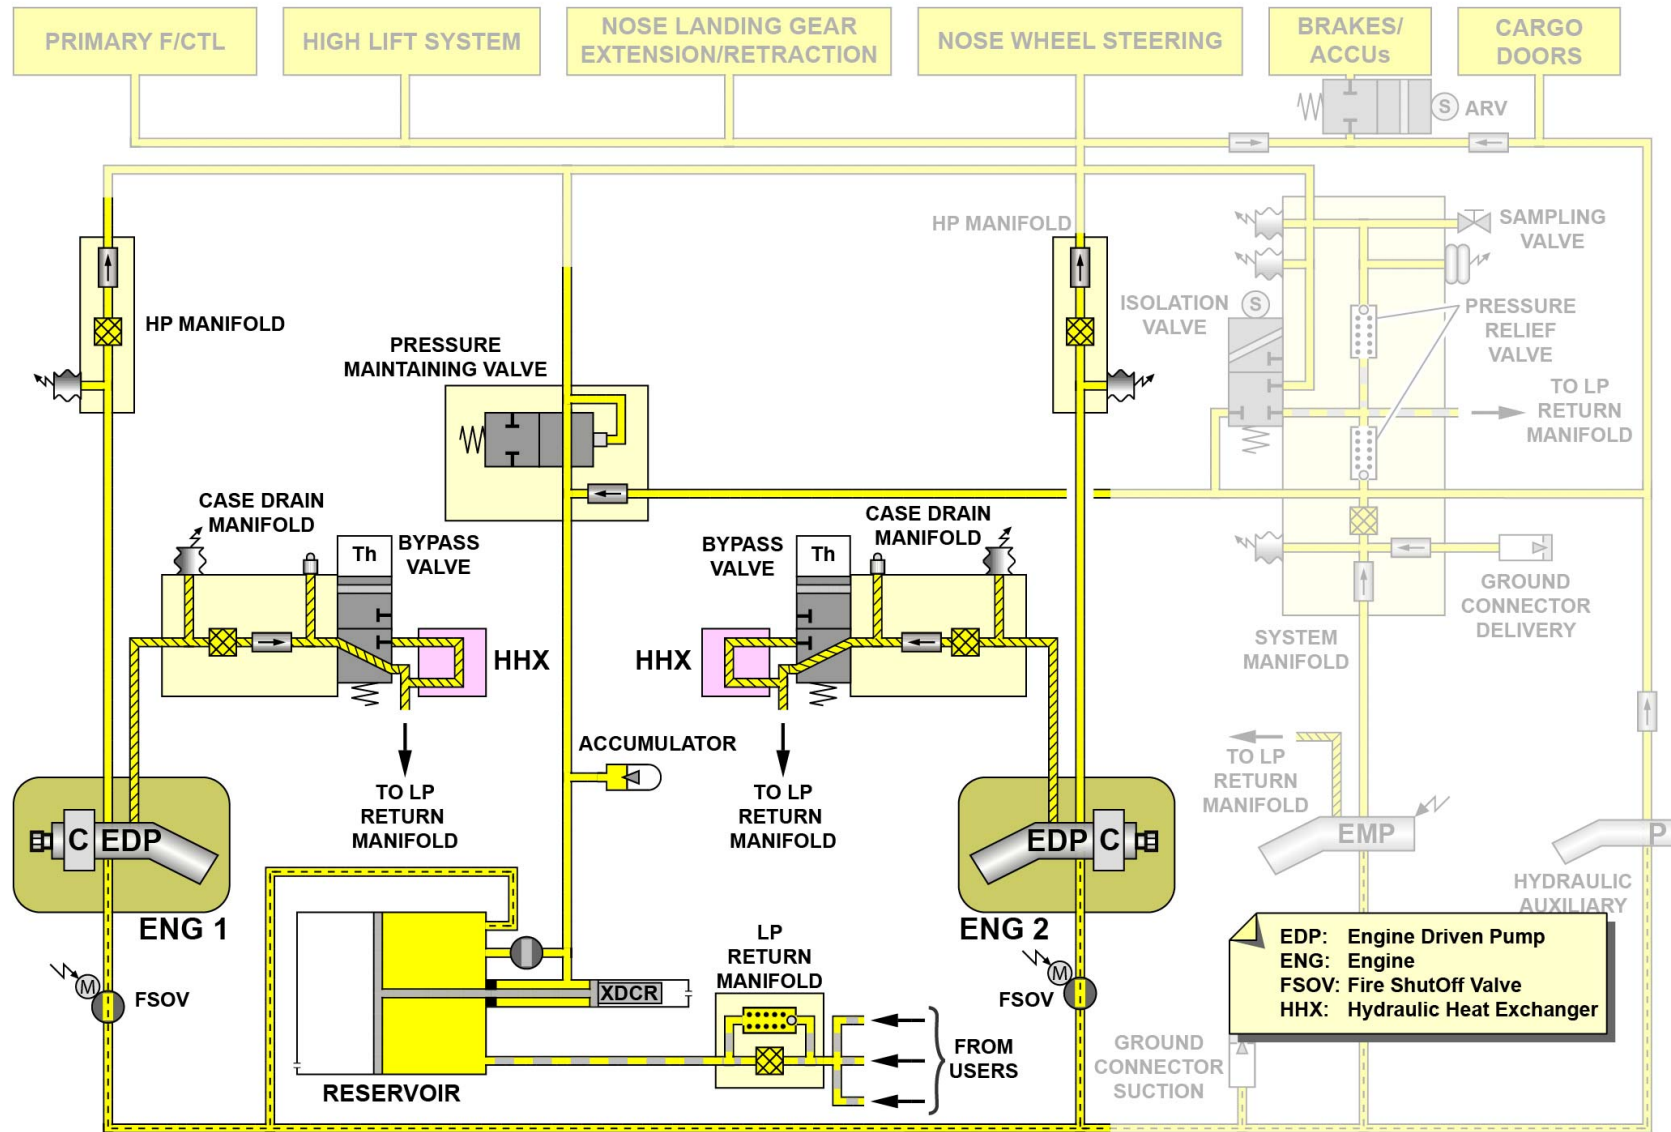 PRIMARY F/CTL
HIGH LIFT SYSTEM
NOSE LANDING GEAR
EXTENSION/RETRACTION
NOSE WHEEL STEERING
BRAKES/
ACCUs
CARGO
DOORS
S
ARV
HP MANIFOLD
SAMPLING
VALVE
ISOLATION
VALVE
S
HP MANIFOLD
PRESSURE
MAINTAINING VALVE
PRESSURE
RELIEF
VALVE
TO LP
RETURN
MANIFOLD
CASE DRAIN
MANIFOLD
Th
BYPASS
VALVE
BYPASS
VALVE
Th
CASE DRAIN
MANIFOLD
GROUND
CONNECTOR
DELIVERY
HHX
HHX
SYSTEM
MANIFOLD
ACCUMULATOR
TO LP
RETURN
MANIFOLD
TO LP
RETURN
MANIFOLD
TO LP
RETURN
MANIFOLD
C EDP
EDP C
EMP
P
ENG 1
ENG 2
HYDRAULIC
AUXILIARY
LP
RETURN
MANIFOLD
M
FSOV
XDCR
M
FSOV
EDP: Engine Driven Pump
ENG: Engine
FSOV: Fire ShutOff Valve
HHX: Hydraulic Heat Exchanger
FROM
USERS
GROUND
CONNECTOR
SUCTION
RESERVOIR